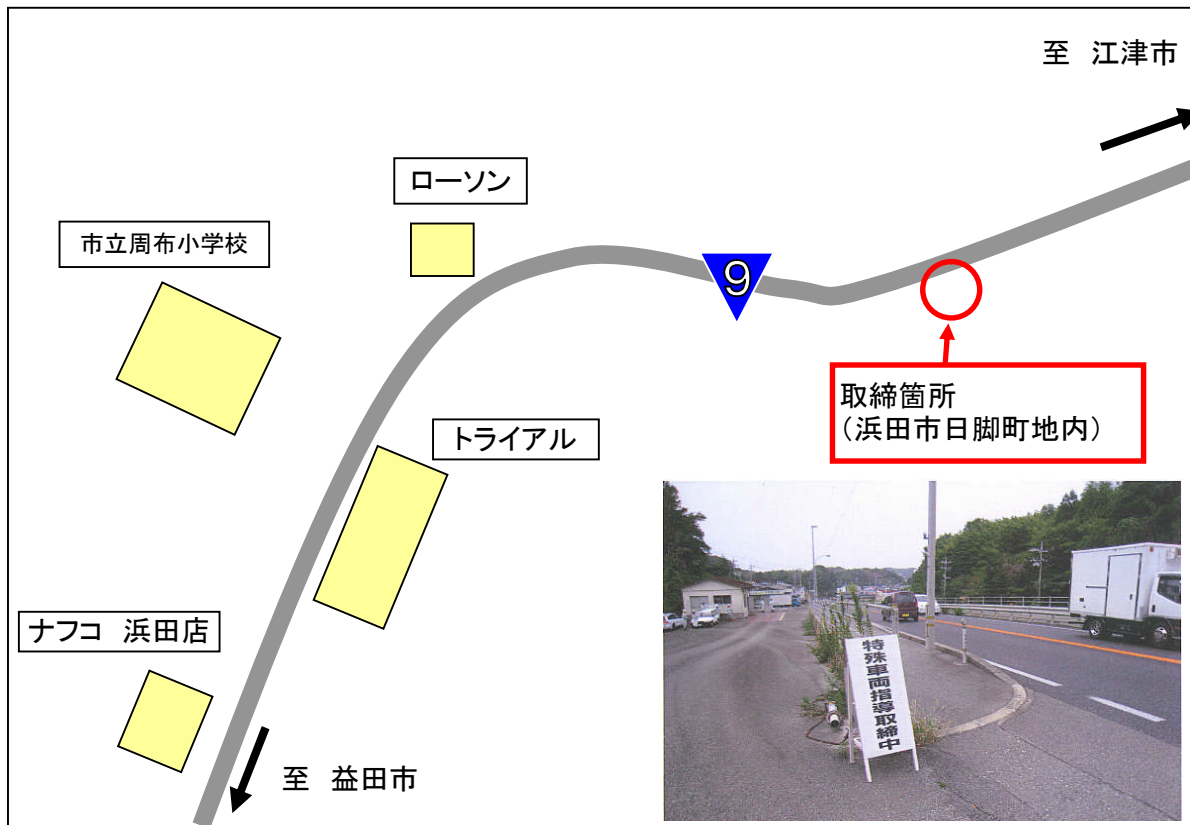 至 江津市
ローソン
市立周布小学校
9
取締箇所
（浜田市日脚町地内）
トライアル
ナフコ 浜田店
至 益田市
特殊車両指導取締中